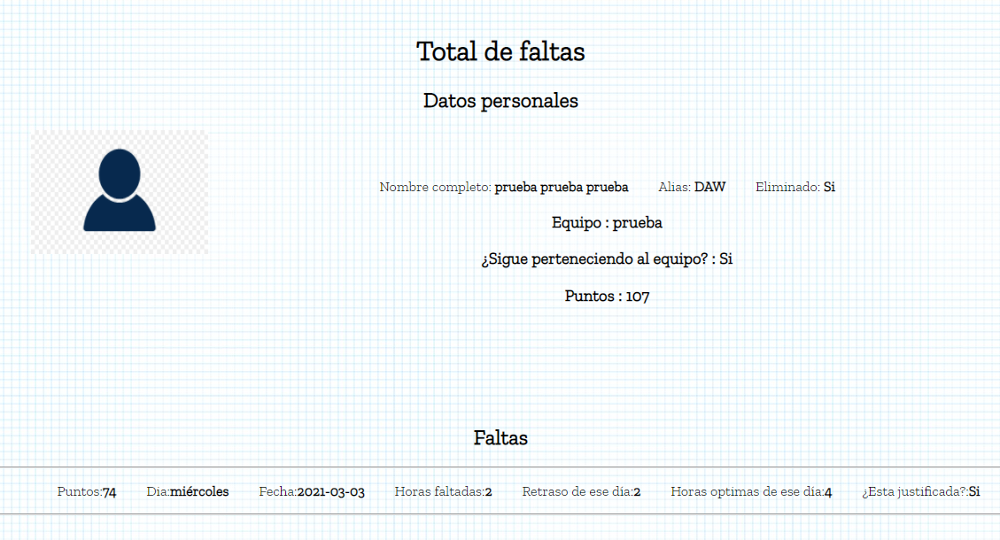 Total de faltas
Datos personales
Nombre completo: prueba prueba prueba Alias: DAW Eliminado: Si
Equipo : prueba
¿Sigue perteneciendo al equipo? : Si
Puntos : 107
Faltas
Puntos:74 Dia:miércoles Fecha:2021-03-03 Horas faltadas:2 Retraso de ese día:2 Horas optimas de ese día:4 ¿Esta justificada?:Si